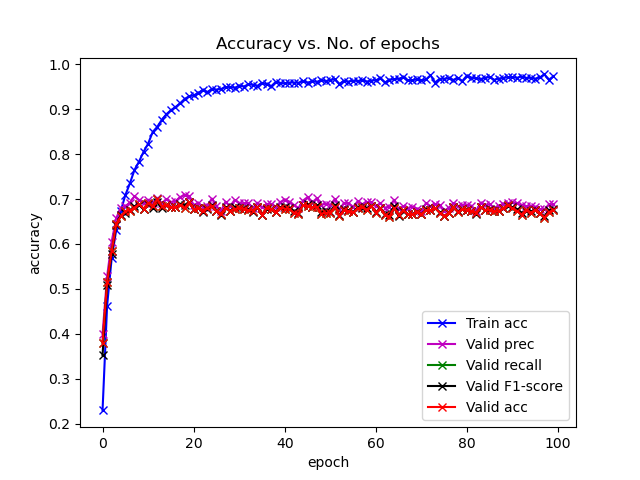 Accuracy vs. No. of epochs
1.0
0.9
0.8
0.7
0.6
0.5
0.4
0.3
0.2
accuracy
0 20 40 60 80 100
epoch
Train acc
Valid prec
Valid recall
Valid F1-score
Valid acc